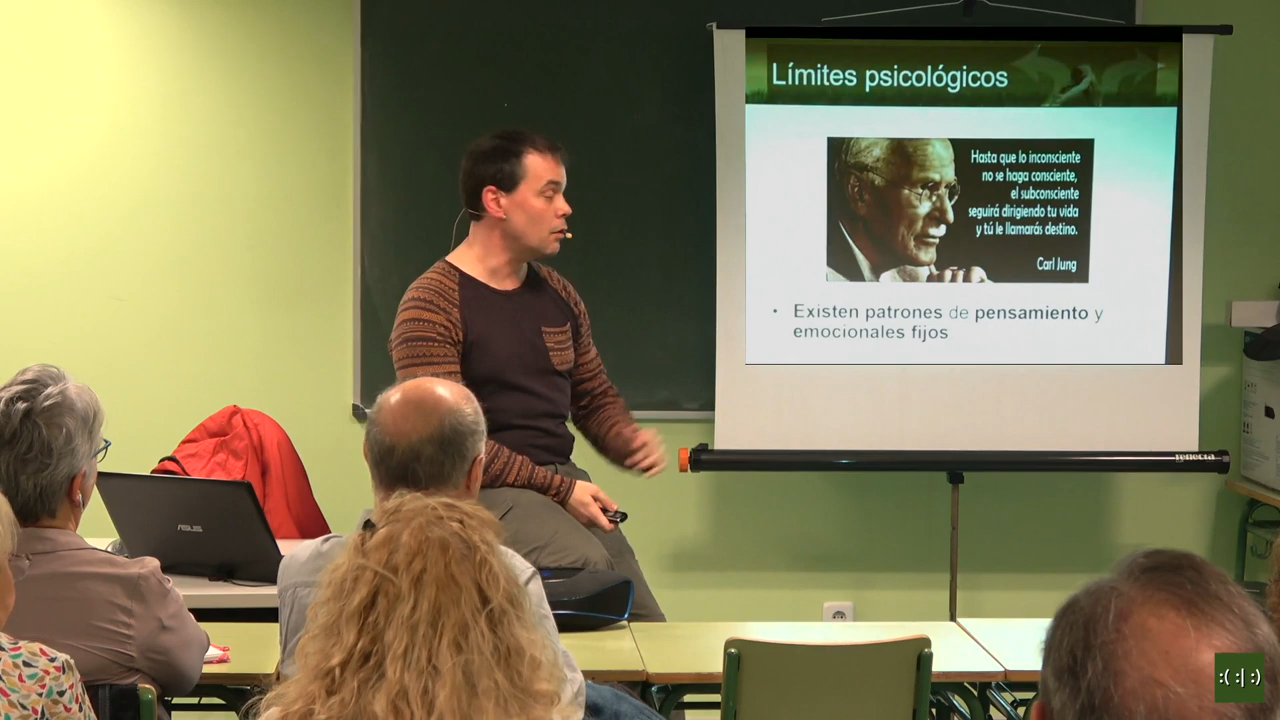 Límites psicológicos
Hasta que lo inconsciente
no se haga consciente,
el subconsciente
seguirá dirigiendo tu vida
y tú le llamarás destino.
Carl Jung
• Existen patrones de pensamiento y
emocionales fijos
ASUS
reflecta
:( :| :)